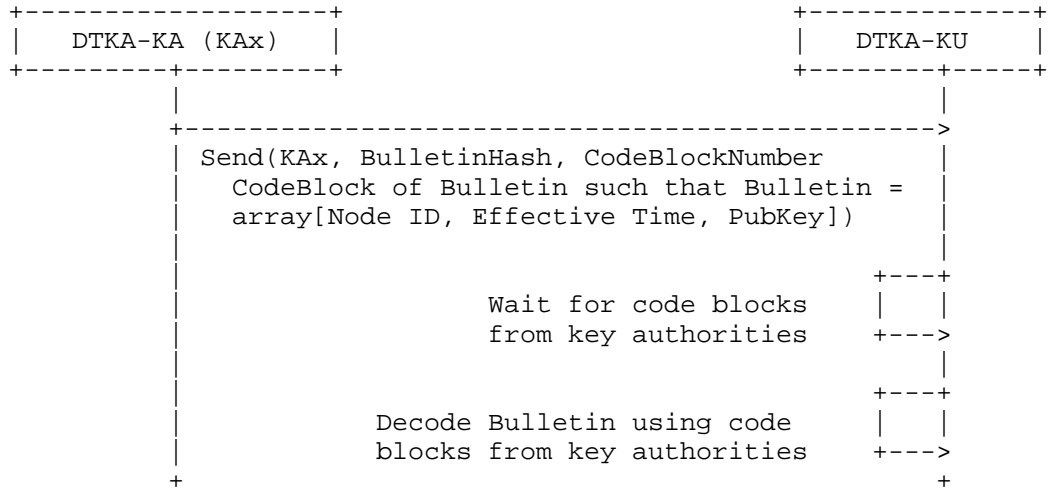 DTKA-KA (KAx) DTKA-KU
Send(KAx, BulletinHash, CodeBlockNumber
CodeBlock of Bulletin such that Bulletin =
array[Node ID, Effective Time, PubKey])
Wait for code blocks
from key authorities
Decode Bulletin using code
blocks from key authorities